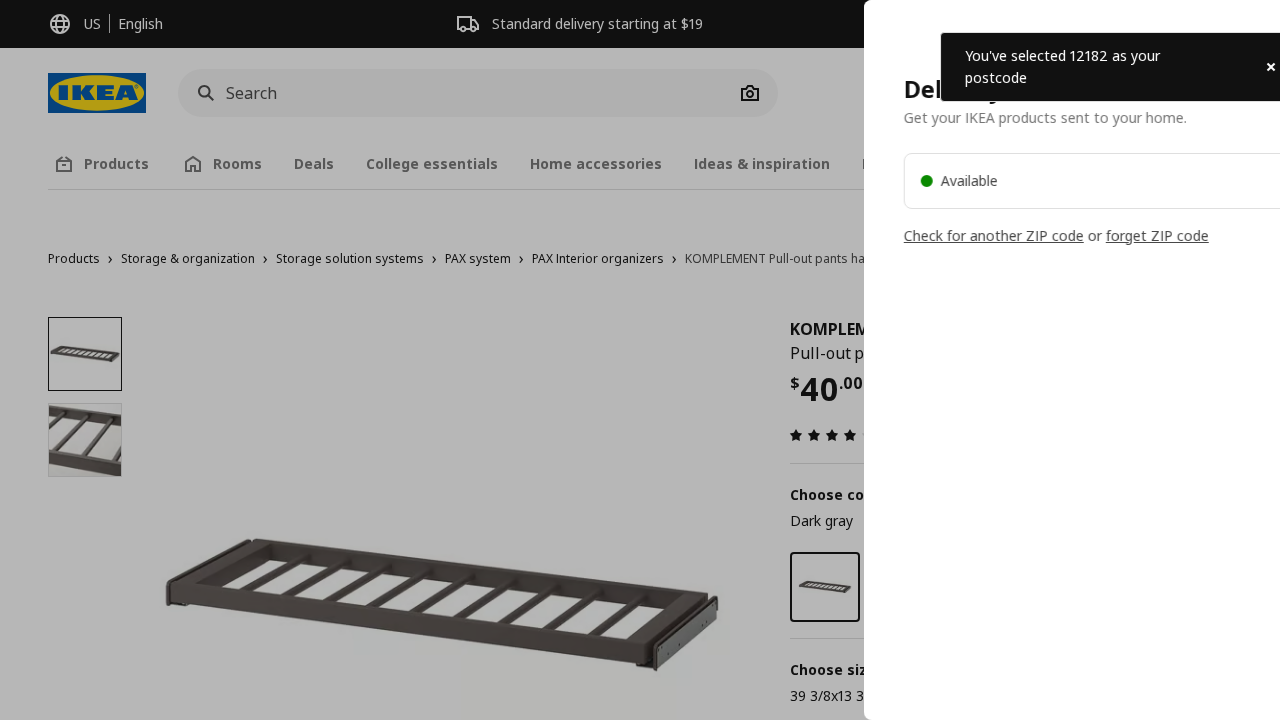 US
English
Standard delivery starting at $19
You've selected 12182 as your
postcode
IKEA
Search
Get your IKEA products sent to your home.
Products
Rooms
Deals
College essentials
Home accessories
Ideas & inspiration
Available
Check for another ZIP code or forget ZIP code
Products › Storage & organization › Storage solution systems › PAX system › PAX Interior organizers › KOMPLEMENT Pull-out pants ha
KOMPLEM
Pull-out p
$40.00
Choose co
Dark gray
Choose siz
39 3/8x13 3